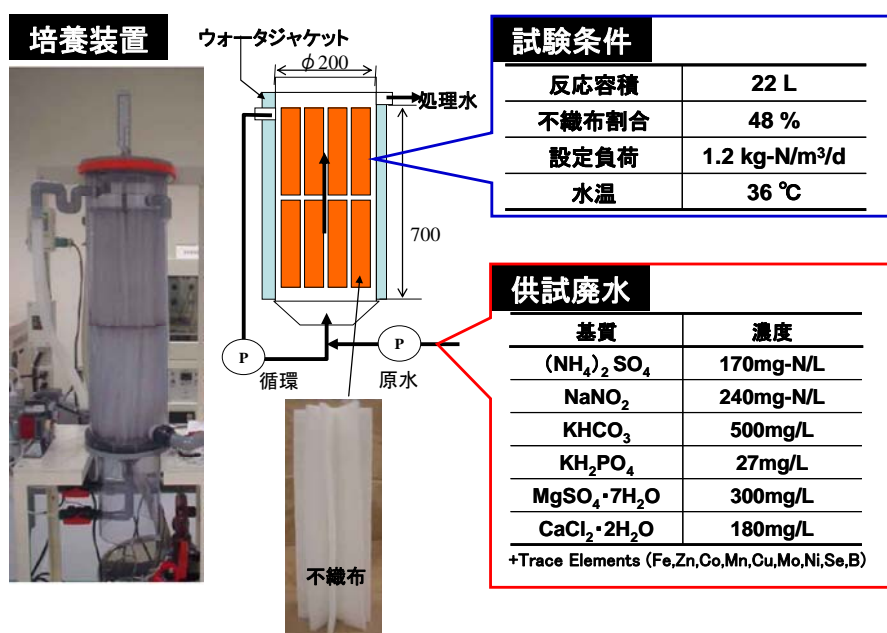 培養装置
ウォータジャケット
φ200
処理水
700
P
P
循環
原水
不織布
試験条件
反応容積 22 L
不織布割合 48 %
設定負荷 1.2 kg-N/m³/d
水温 36 ℃
供試廃水
基質 濃度
(NH₄)₂SO₄ 170mg-N/L
NaNO₂ 240mg-N/L
KHCO₃ 500mg/L
KH₂PO₄ 27mg/L
MgSO₄・7H₂O 300mg/L
CaCl₂・2H₂O 180mg/L
+Trace Elements (Fe,Zn,Co,Mn,Cu,Mo,Ni,Se,B)